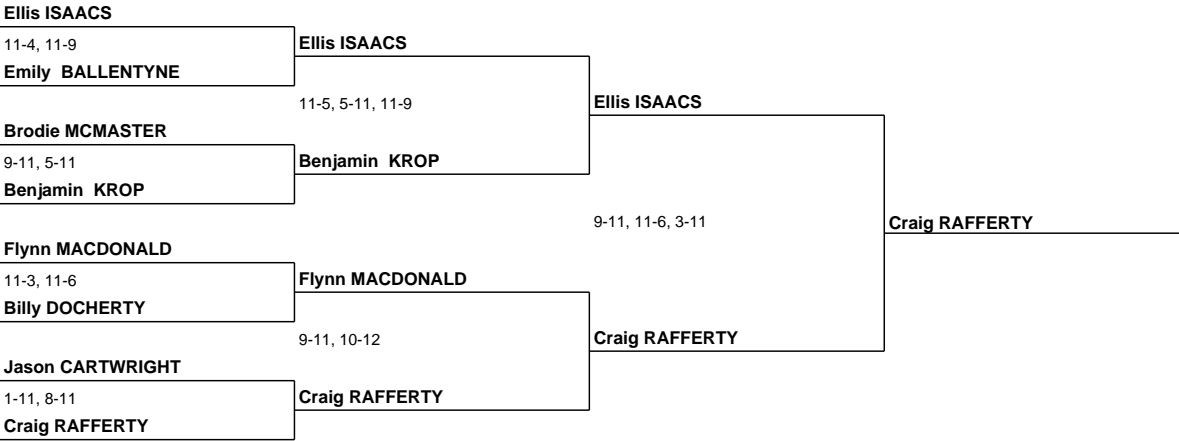 Ellis ISAACS
11-4, 11-9
Ellis ISAACS
Emily BALLENTYNE
11-5, 5-11, 11-9
Ellis ISAACS
Brodie MCMASTER
9-11, 5-11
Benjamin KROP
Benjamin KROP
9-11, 11-6, 3-11
Craig RAFFERTY
Flynn MACDONALD
11-3, 11-6
Flynn MACDONALD
Billy DOCHERTY
9-11, 10-12
Craig RAFFERTY
Jason CARTWRIGHT
1-11, 8-11
Craig RAFFERTY
Craig RAFFERTY